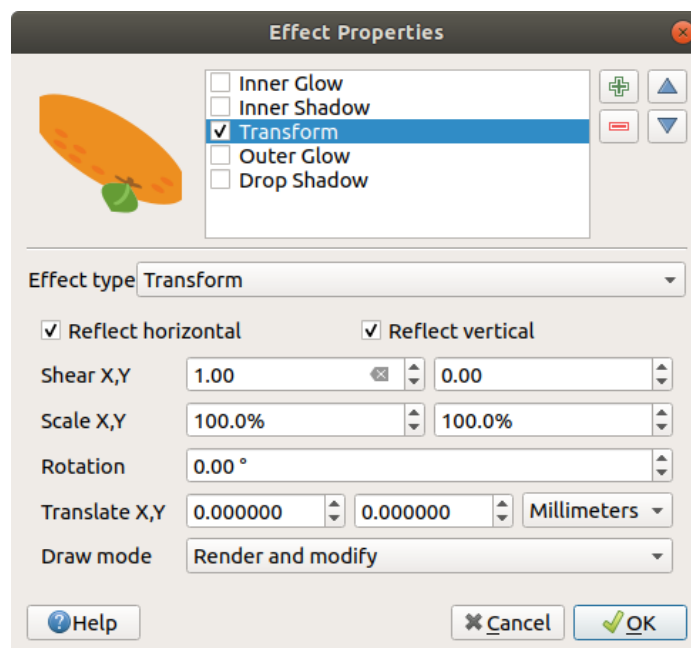 Effect Properties
Inner Glow
Inner Shadow
Transform
Outer Glow
Drop Shadow
Effect type Transform
Reflect horizontal Reflect vertical
Shear X,Y 1.00 0.00
Scale X,Y 100.0% 100.0%
Rotation 0.00 °
Translate X,Y 0.000000 0.000000 Millimeters
Draw mode Render and modify
Help Cancel OK